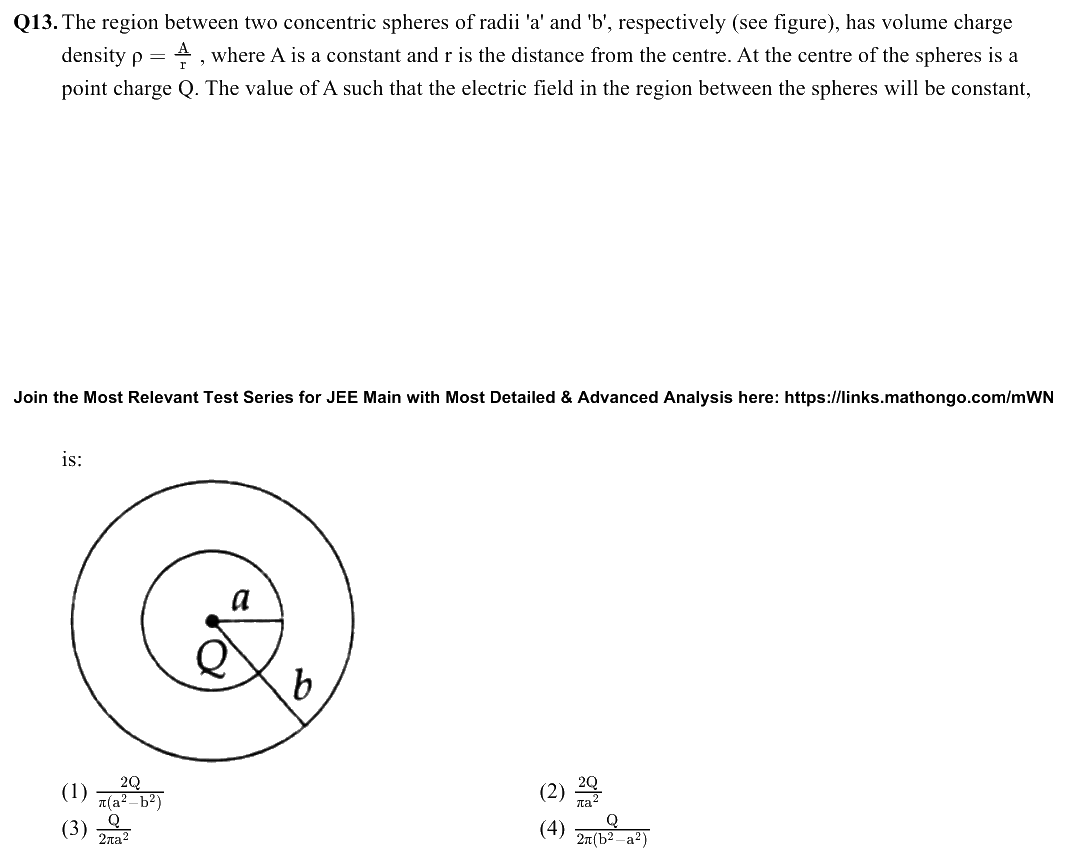 Q13. The region between two concentric spheres of radii 'a' and 'b', respectively (see figure), has volume charge
density ρ = A/r , where A is a constant and r is the distance from the centre. At the centre of the spheres is a
point charge Q. The value of A such that the electric field in the region between the spheres will be constant,
Join the Most Relevant Test Series for JEE Main with Most Detailed & Advanced Analysis here: https://links.mathongo.com/mWN
is:
a
Q
b
(1) 2Q/π(a²−b²) (2) 2Q/πa²
(3) Q/2πa² (4) Q/2π(b²−a²)